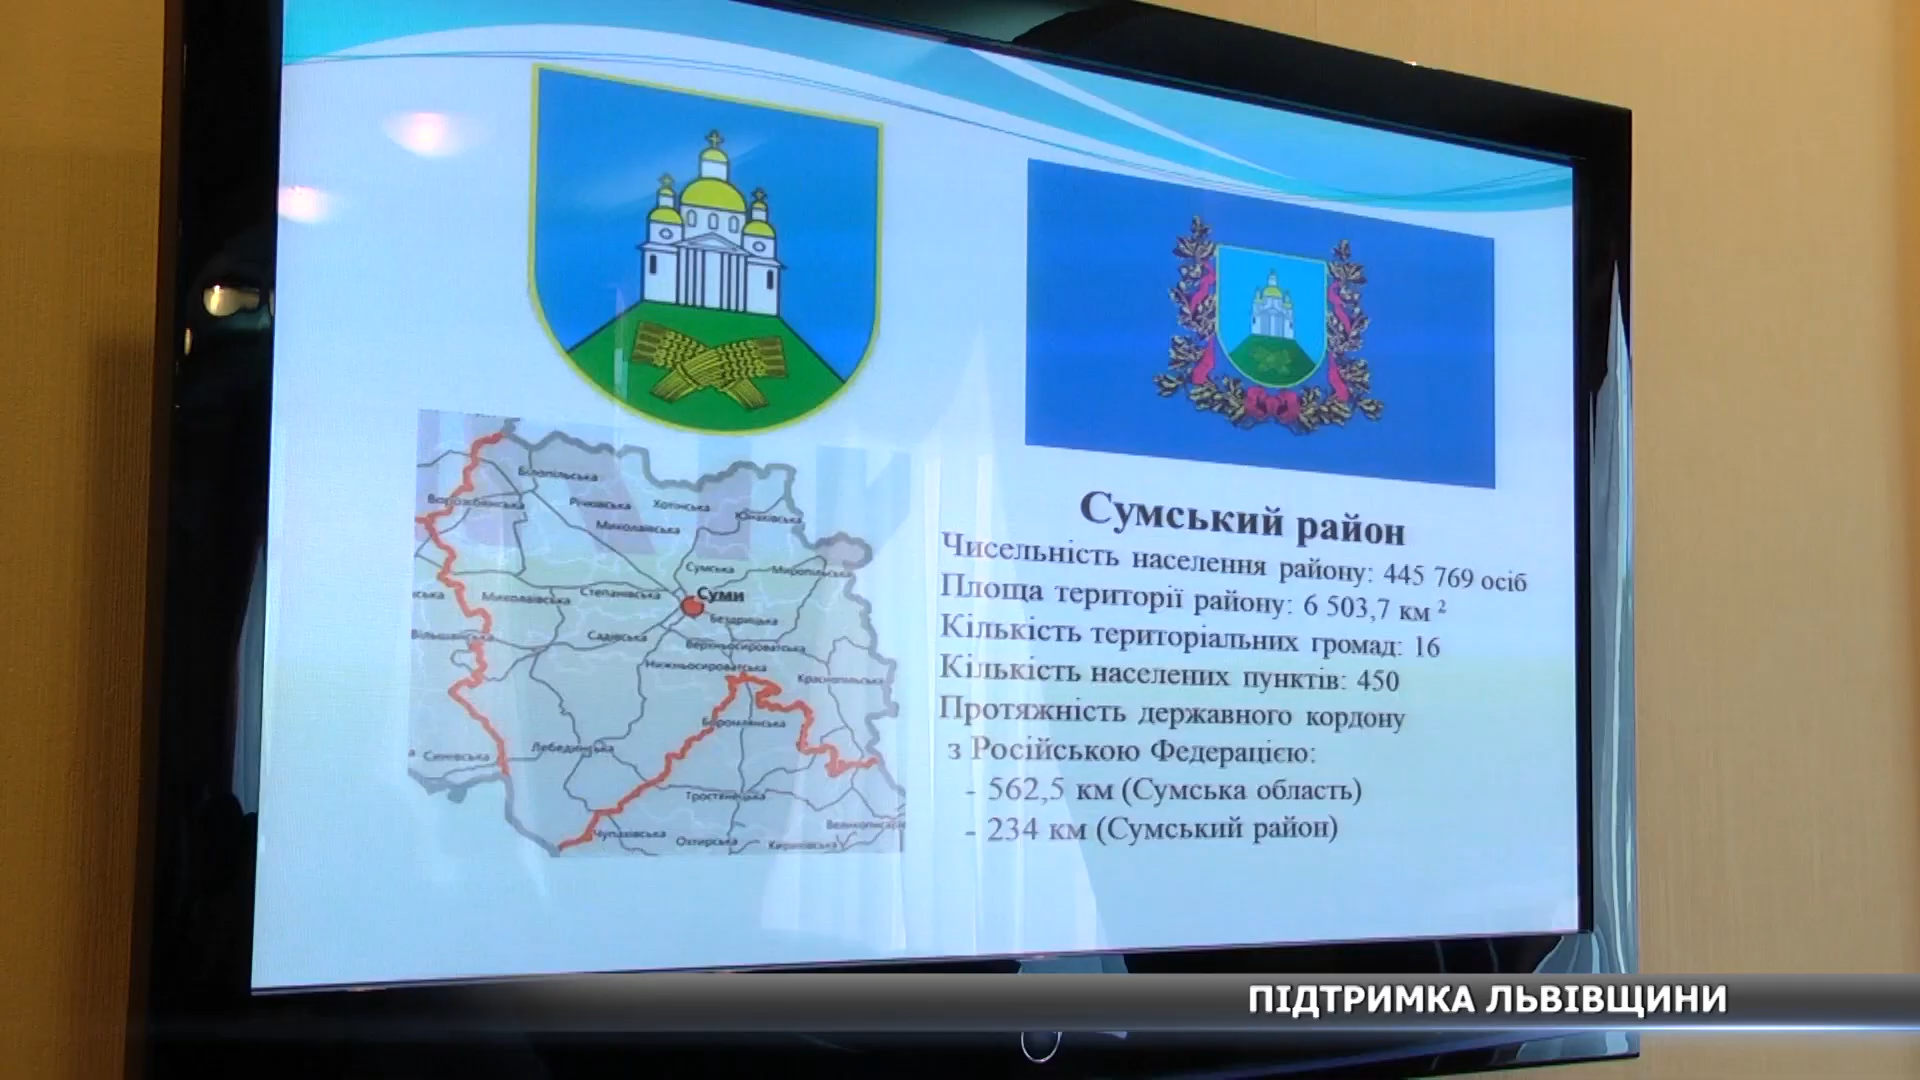 Білопільська
Ворожбянська
Річківська
Хотінська
Юнаківська
Миколаївська
Сумська
Миропільська
Степанівська
Суми
Миколаївська
Бездрицька
Вільшанська
Садівська
Верхньосироватська
Нижньосироватська
Краснопільська
Боромлянська
Синівська
Лебединська
Тростянецька
Чупахівська
Охтирська
Кириківська
Сумський район
Чисельність населення району: 445 769 осіб
Площа території району: 6 503,7 км ²
Кількість територіальних громад: 16
Кількість населених пунктів: 450
Протяжність державного кордону
з Російською Федерацією:
- 562,5 км (Сумська область)
- 234 км (Сумський район)
ПІДТРИМКА ЛЬВІВЩИНИ